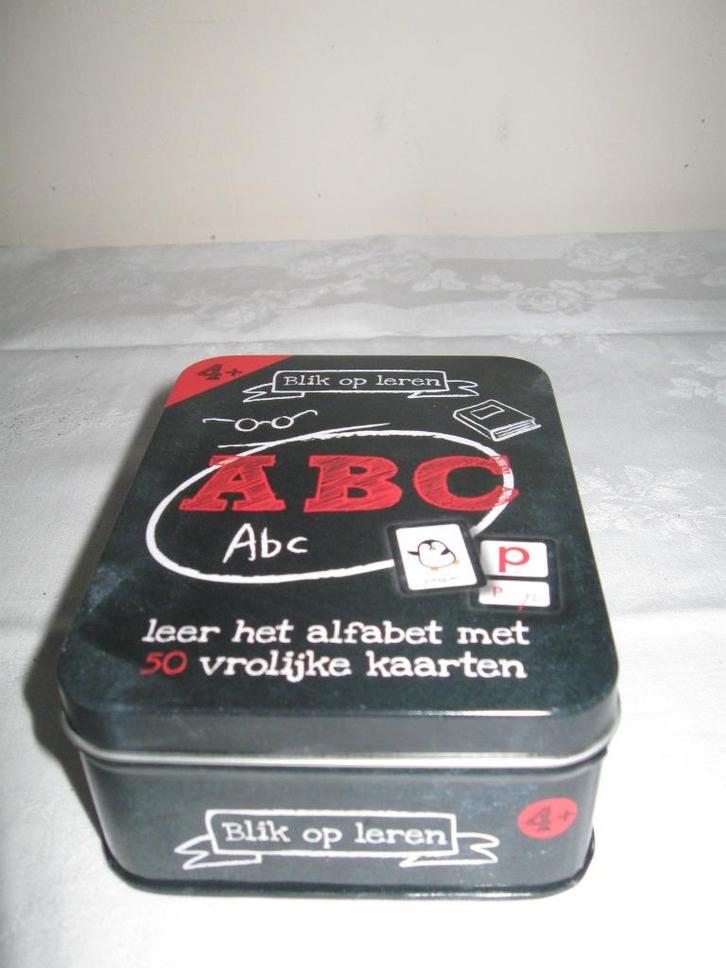 4+
Blik op leren
ABC
Abc
p
p
leer het alfabet met
50 vrolijke kaarten
Blik op leren
4+